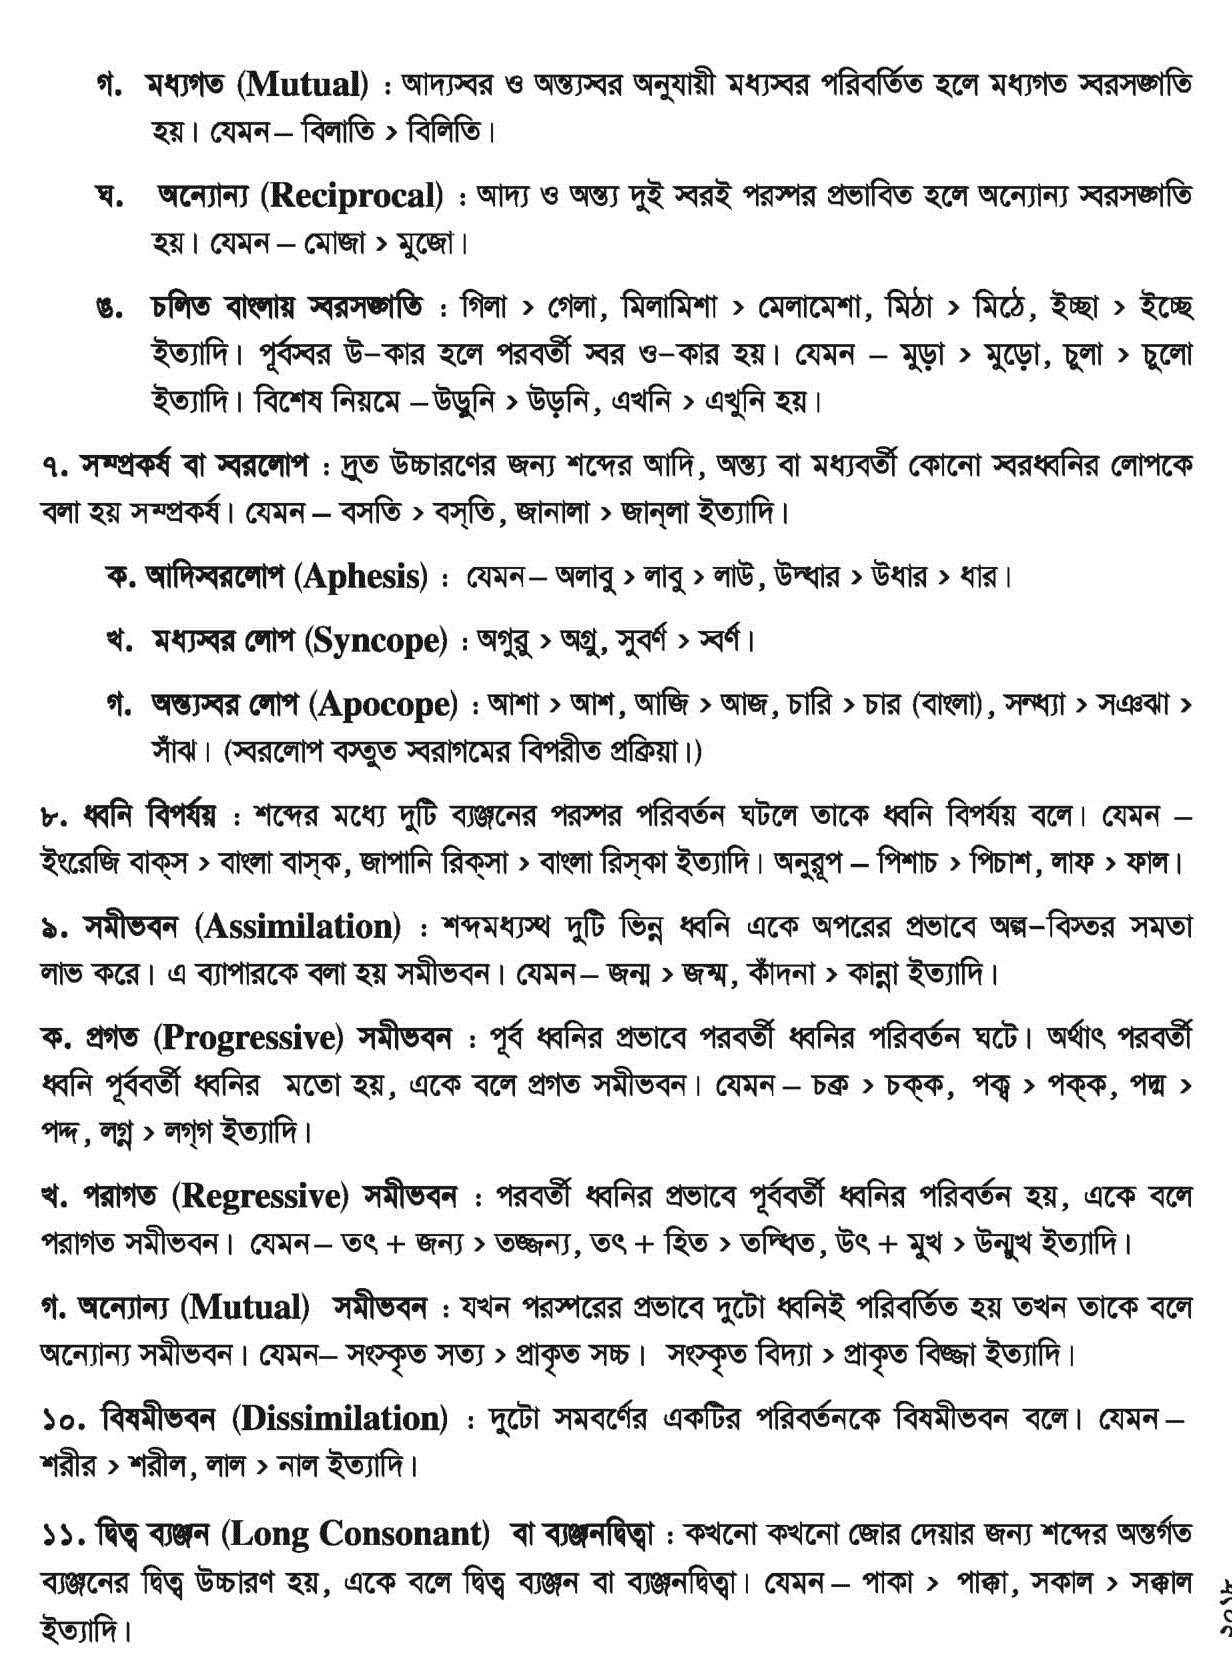 গ. মধ্যগত (Mutual) : আদ্যস্বর ও অন্ত্যস্বর অনুযায়ী মধ্যস্বর পরিবর্তিত হলে মধ্যগত স্বরসঙ্গতি
হয়। যেমন– বিলাতি > বিলিতি।
ঘ. অন্যোন্য (Reciprocal) : আদ্য ও অন্ত্য দুই স্বরই পরস্পর প্রভাবিত হলে অন্যোন্য স্বরসঙ্গতি
হয়। যেমন – মোজা > মুজো।
ঙ. চলিত বাংলায় স্বরসঙ্গতি : গিলা > গেলা, মিলামিশা > মেলামেশা, মিঠা > মিঠে, ইচ্ছা > ইচ্ছে
ইত্যাদি। পূর্বস্বর উ-কার হলে পরবর্তী স্বর ও-কার হয়। যেমন – মুড়া > মুড়ো, চুলা > চুলো
ইত্যাদি। বিশেষ নিয়মে – উড়ুনি > উড়নি, এখনি > এখুনি হয়।
৭. সম্প্রকর্ষ বা স্বরলোপ : দ্রুত উচ্চারণের জন্য শব্দের আদি, অন্ত্য বা মধ্যবর্তী কোনো স্বরধ্বনির লোপকে
বলা হয় সম্প্রকর্ষ। যেমন – বসতি > বস্‌তি, জানালা > জান্‌লা ইত্যাদি।
ক. আদিস্বরলোপ (Aphesis) : যেমন– অলাবু > লাবু > লাউ, উদ্ধার > উধার > ধার।
খ. মধ্যস্বর লোপ (Syncope) : অগুরু > অগ্রু, সুবর্ণ > স্বর্ণ।
গ. অন্ত্যস্বর লোপ (Apocope) : আশা > আশ, আজি > আজ, চারি > চার (বাংলা), সন্ধ্যা > সঞঝা >
সাঁঝ। (স্বরলোপ বস্তুত স্বরাগমের বিপরীত প্রক্রিয়া।)
৮. ধ্বনি বিপর্যয় : শব্দের মধ্যে দুটি ব্যঞ্জনের পরস্পর পরিবর্তন ঘটলে তাকে ধ্বনি বিপর্যয় বলে। যেমন –
ইংরেজি বাক্‌স > বাংলা বাস্‌ক, জাপানি রিক্‌সা > বাংলা রিস্‌কা ইত্যাদি। অনুরূপ – পিশাচ > পিচাশ, লাফ > ফাল।
৯. সমীভবন (Assimilation) : শব্দমধ্যস্থ দুটি ভিন্ন ধ্বনি একে অপরের প্রভাবে অল্প-বিস্তর সমতা
লাভ করে। এ ব্যাপারকে বলা হয় সমীভবন। যেমন– জন্ম > জম্ম, কাঁদনা > কান্না ইত্যাদি।
ক. প্রগত (Progressive) সমীভবন : পূর্ব ধ্বনির প্রভাবে পরবর্তী ধ্বনির পরিবর্তন ঘটে। অর্থাৎ পরবর্তী
ধ্বনি পূর্ববর্তী ধ্বনির মতো হয়, একে বলে প্রগত সমীভবন। যেমন – চক্র > চক্‌ক, পক্ব > পক্‌ক, পদ্ম >
পদ্দ, লগ্ন > লগ্‌গ ইত্যাদি।
খ. পরাগত (Regressive) সমীভবন : পরবর্তী ধ্বনির প্রভাবে পূর্ববর্তী ধ্বনির পরিবর্তন হয়, একে বলে
পরাগত সমীভবন। যেমন– তৎ + জন্য > তজ্জন্য, তৎ + হিত > তদ্ধিত, উৎ + মুখ > উন্মুখ ইত্যাদি।
গ. অন্যোন্য (Mutual) সমীভবন : যখন পরস্পরের প্রভাবে দুটো ধ্বনিই পরিবর্তিত হয় তখন তাকে বলে
অন্যোন্য সমীভবন। যেমন– সংস্কৃত সত্য > প্রাকৃত সচ্চ। সংস্কৃত বিদ্যা > প্রাকৃত বিজ্জা ইত্যাদি।
১০. বিষমীভবন (Dissimilation) : দুটো সমবর্ণের একটির পরিবর্তনকে বিষমীভবন বলে। যেমন –
শরীর > শরীল, লাল > নাল ইত্যাদি।
১১. দ্বিত্ব ব্যঞ্জন (Long Consonant) বা ব্যঞ্জনদ্বিত্বা : কখনো কখনো জোর দেয়ার জন্য শব্দের অন্তর্গত
ব্যঞ্জনের দ্বিত্ব উচ্চারণ হয়, একে বলে দ্বিত্ব ব্যঞ্জন বা ব্যঞ্জনদ্বিত্বা। যেমন – পাকা > পাক্কা, সকাল > সক্কাল
ইত্যাদি।